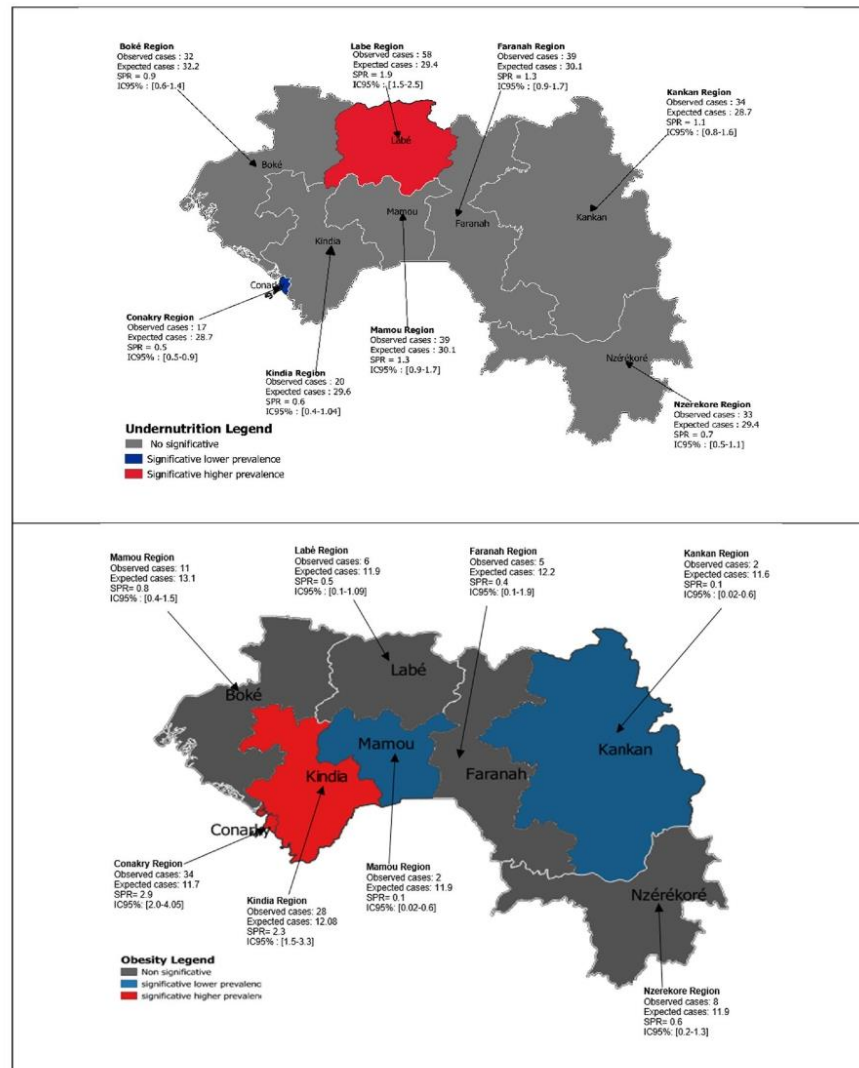 Boké Region
Observed cases : 32
Expected cases : 32.2
SPR = 0.9
IC95% : [0.6-1.4]
Labe Region
Observed cases : 58
Expected cases : 29.4
SPR = 1.9
IC95% : [1.5-2.5]
Faranah Region
Observed cases : 39
Expected cases : 30.1
SPR = 1.3
IC95% : [0.9-1.7]
Kankan Region
Observed cases : 34
Expected cases : 28.7
SPR = 1.1
IC95% : [0.8-1.6]
Labé
Boké
Mamou
Faranah
Kankan
Kindia
Conakry
Nzérékoré
Conakry Region
Observed cases : 17
Expected cases : 28.7
SPR = 0.5
IC95% : [0.5-0.9]
Mamou Region
Observed cases : 39
Expected cases : 30.1
SPR = 1.3
IC95% : [0.9-1.7]
Kindia Region
Observed cases : 20
Expected cases : 29.6
SPR = 0.6
IC95% : [0.4-1.04]
Nzerekore Region
Observed cases : 33
Expected cases : 29.4
SPR = 0.7
IC95% : [0.5-1.1]
Undernutrition Legend
No significative
Significative lower prevalence
Significative higher prevalence
Mamou Region
Observed cases: 11
Expected cases: 13.1
SPR= 0.8
IC95% : [0.4-1.5]
Labé Region
Observed cases: 6
Expected cases: 11.9
SPR= 0.5
IC95% : [0.1-1.09]
Faranah Region
Observed cases: 5
Expected cases: 12.2
SPR= 0.4
IC95% : [0.1-1.9]
Kankan Region
Observed cases: 2
Expected cases: 11.6
SPR= 0.1
IC95% : [0.02-0.6]
Labé
Boké
Mamou
Kankan
Kindia
Faranah
Conarky
Nzérékoré
Conakry Region
Observed cases: 34
Expected cases: 11.7
SPR= 2.9
IC95%: [2.0-4.05]
Mamou Region
Observed cases: 2
Expected cases: 11.9
SPR= 0.1
IC95%: [0.02-0.6]
Kindia Region
Observed cases: 28
Expected cases: 12.08
SPR= 2.3
IC95% : [1.5-3.3]
Nzerekore Region
Observed cases: 8
Expected cases: 11.9
SPR= 0.6
IC95%: [0.2-1.3]
Obesity Legend
Non significative
significative lower prevalenc
significative higher prevalenc